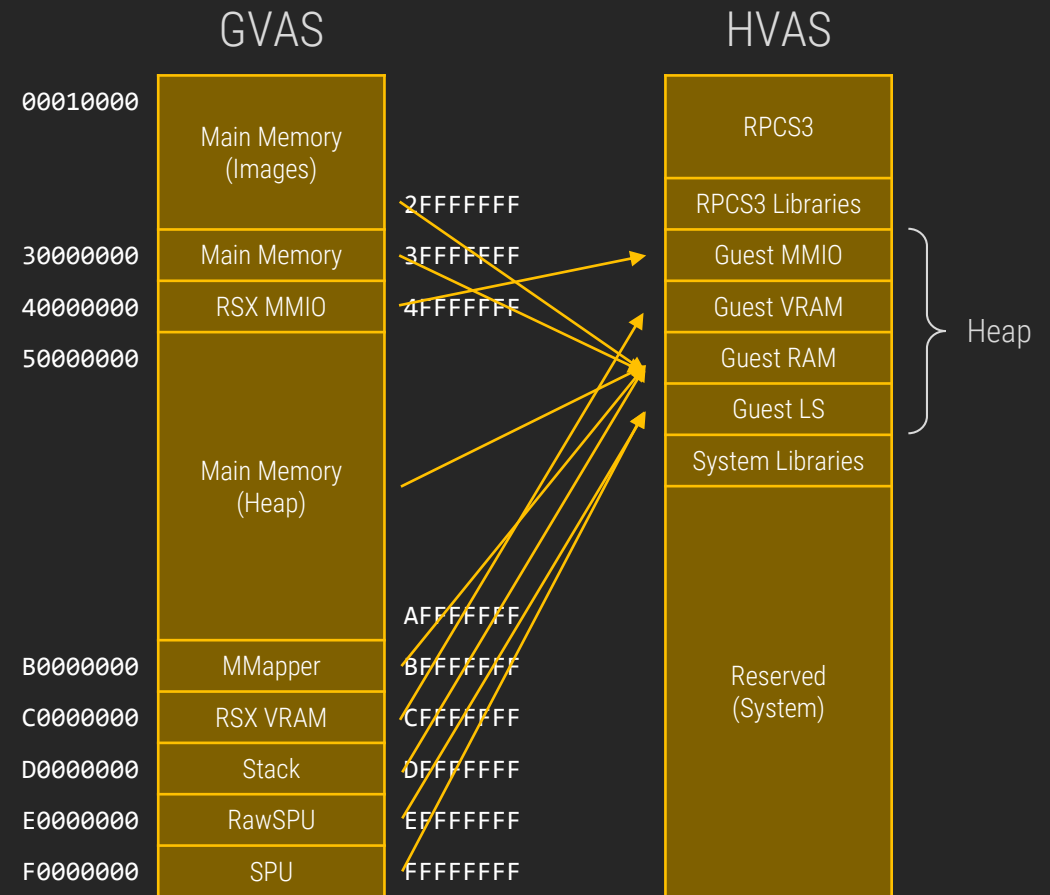 GVAS
HVAS
00010000
Main Memory
(Images)
2FFFFFFF
RPCS3
RPCS3 Libraries
30000000
Main Memory
3FFFFFFF
Guest MMIO
40000000
RSX MMIO
4FFFFFFF
Guest VRAM
Heap
50000000
Guest RAM
Guest LS
Main Memory
(Heap)
System Libraries
AFFFFFFF
B0000000
MMapper
BFFFFFFF
Reserved
(System)
C0000000
RSX VRAM
CFFFFFFF
D0000000
Stack
DFFFFFFF
E0000000
RawSPU
EFFFFFFF
F0000000
SPU
FFFFFFFF